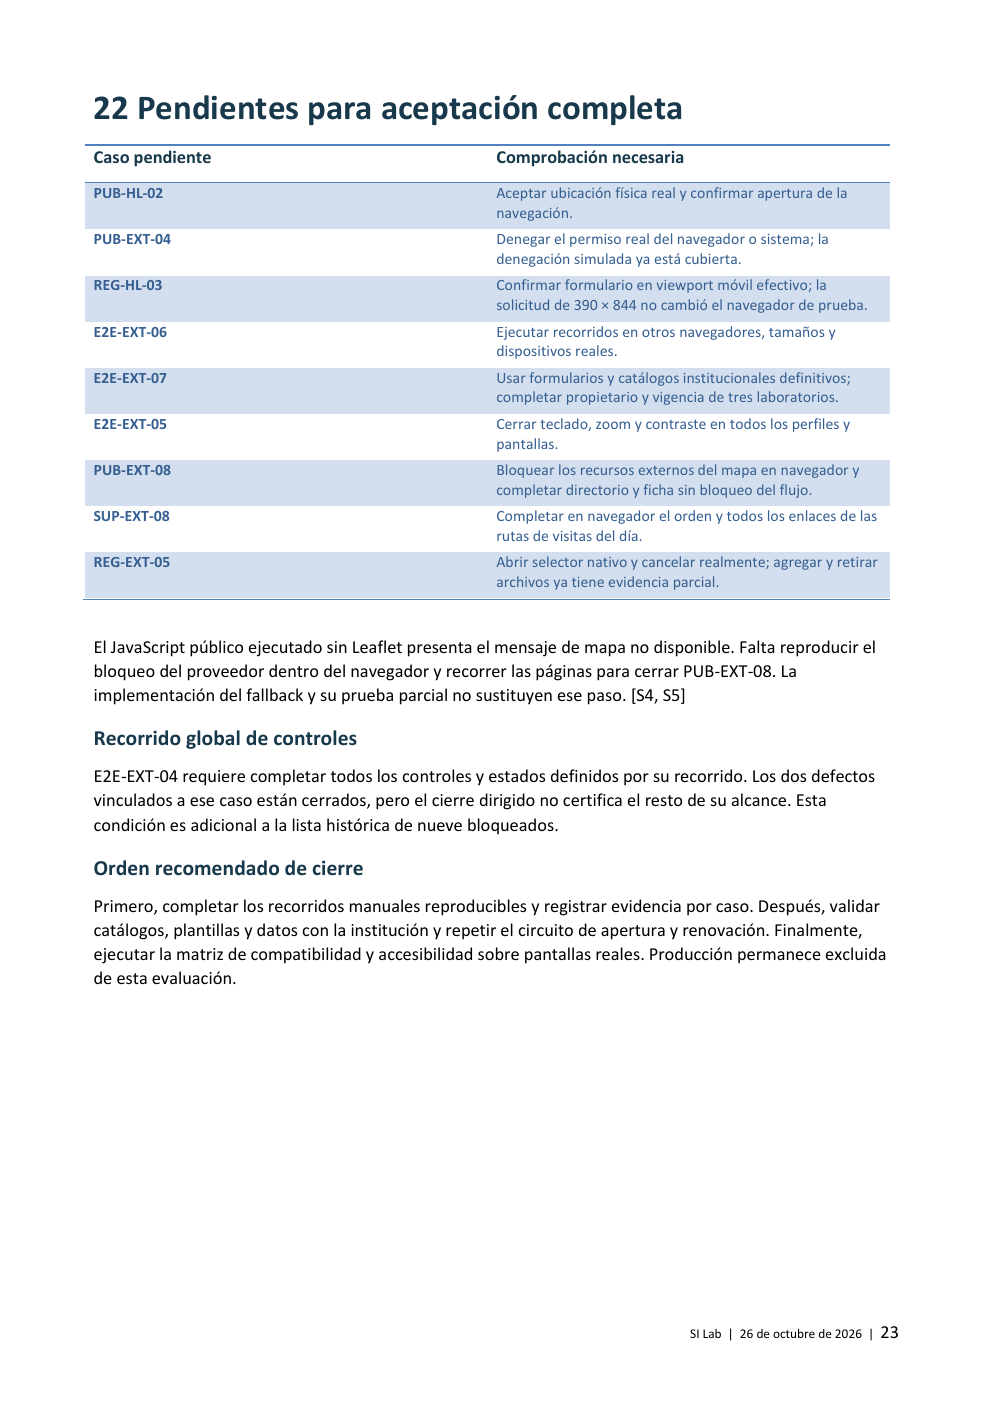 22 Pendientes para aceptación completa
Caso pendiente Comprobación necesaria
PUB-HL-02 Aceptar ubicación física real y confirmar apertura de la
navegación.
PUB-EXT-04 Denegar el permiso real del navegador o sistema; la
denegación simulada ya está cubierta.
REG-HL-03 Confirmar formulario en viewport móvil efectivo; la
solicitud de 390 × 844 no cambió el navegador de prueba.
E2E-EXT-06 Ejecutar recorridos en otros navegadores, tamaños y
dispositivos reales.
E2E-EXT-07 Usar formularios y catálogos institucionales definitivos;
completar propietario y vigencia de tres laboratorios.
E2E-EXT-05 Cerrar teclado, zoom y contraste en todos los perfiles y
pantallas.
PUB-EXT-08 Bloquear los recursos externos del mapa en navegador y
completar directorio y ficha sin bloqueo del flujo.
SUP-EXT-08 Completar en navegador el orden y todos los enlaces de las
rutas de visitas del día.
REG-EXT-05 Abrir selector nativo y cancelar realmente; agregar y retirar
archivos ya tiene evidencia parcial.
El JavaScript público ejecutado sin Leaflet presenta el mensaje de mapa no disponible. Falta reproducir el
bloqueo del proveedor dentro del navegador y recorrer las páginas para cerrar PUB-EXT-08. La
implementación del fallback y su prueba parcial no sustituyen ese paso. [S4, S5]
Recorrido global de controles
E2E-EXT-04 requiere completar todos los controles y estados definidos por su recorrido. Los dos defectos
vinculados a ese caso están cerrados, pero el cierre dirigido no certifica el resto de su alcance. Esta
condición es adicional a la lista histórica de nueve bloqueados.
Orden recomendado de cierre
Primero, completar los recorridos manuales reproducibles y registrar evidencia por caso. Después, validar
catálogos, plantillas y datos con la institución y repetir el circuito de apertura y renovación. Finalmente,
ejecutar la matriz de compatibilidad y accesibilidad sobre pantallas reales. Producción permanece excluida
de esta evaluación.
SI Lab | 26 de octubre de 2026 | 23